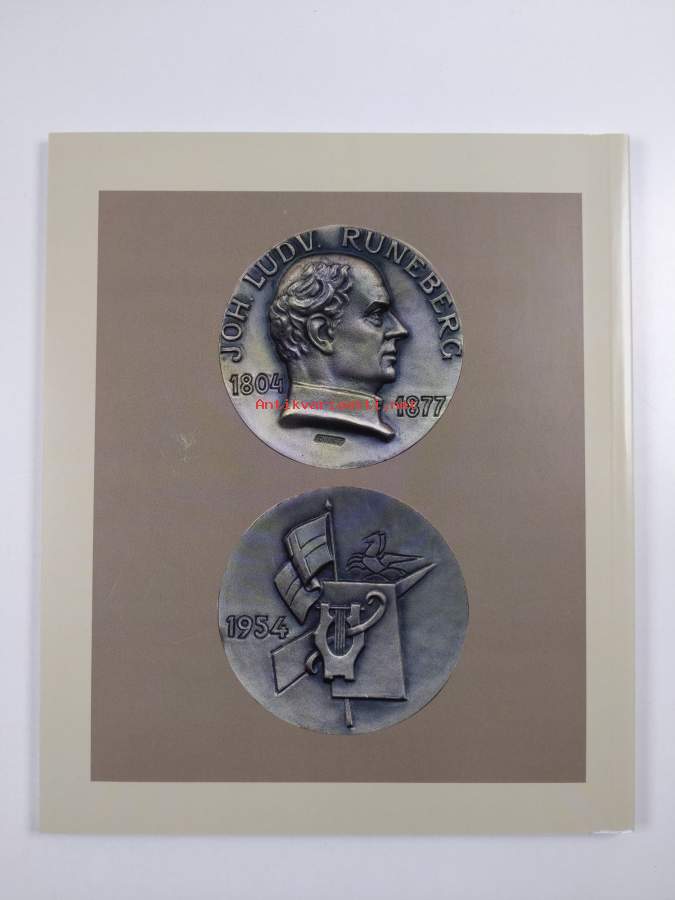 JOH. LUDV. RUNEBERG
1804
1877
Antikvariaatti.net
1954